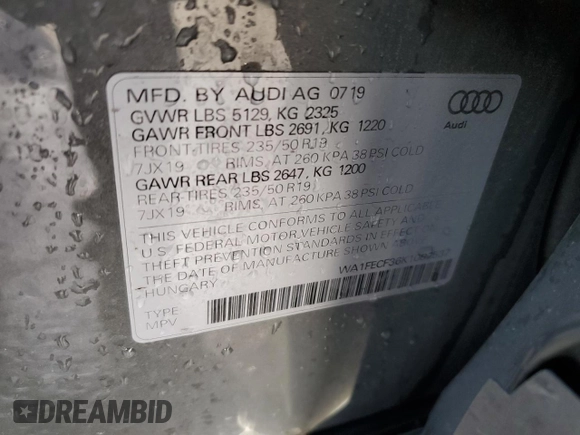 MFD. BY AUDI AG 07 19
GVWR LBS 5129, KG 2325
GAWR FRONT LBS 2691, KG 1220
FRONT-TIRES 235/50 R19
7JX19 RIMS, AT 260 KPA 38 PSI COLD
GAWR REAR LBS 2647, KG 1200
REAR-TIRES 235/50 R19
7JX19 RIMS, AT 260 KPA 38 PSI COLD
THIS VEHICLE CONFORMS TO ALL APPLICABLE
U.S. FEDERAL MOTOR VEHICLE SAFETY AND
THEFT PREVENTION STANDARDS IN EFFECT
THE DATE OF MANUFACTURE SHOWN
HUNGARY
TYPE
MPV
Audi
DREAMBID